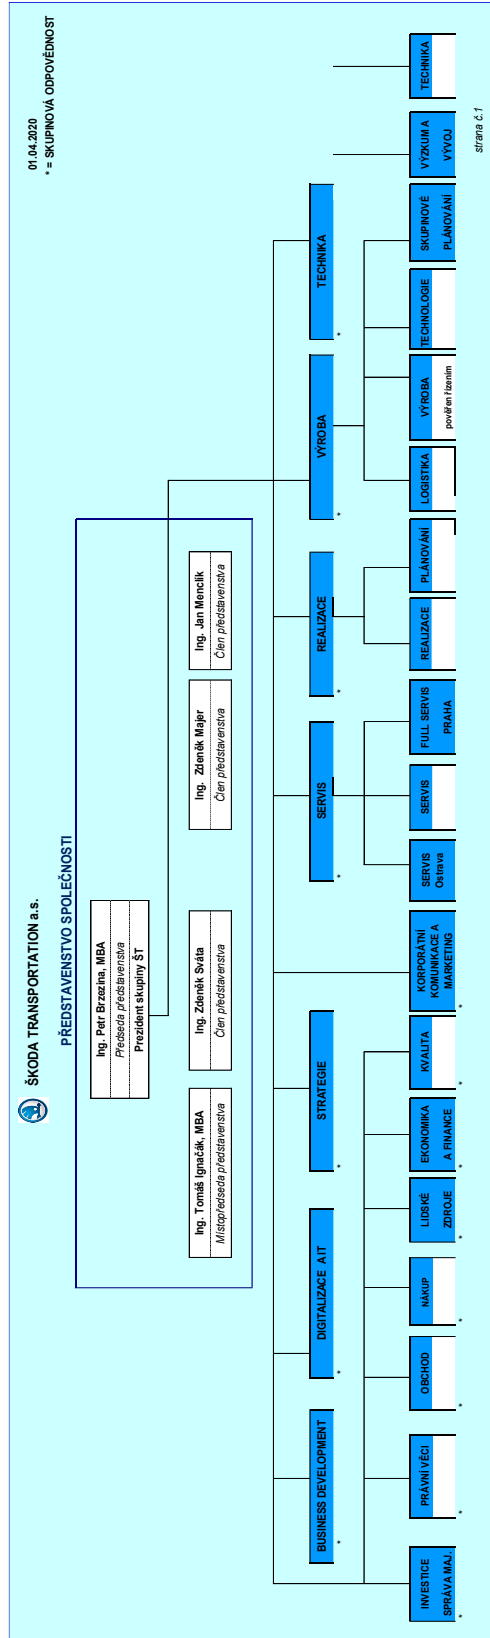 ŠKODA TRANSPORTATION a.s.
01.04.2020
* = SKUPINOVÁ ODPOVĚDNOST
PŘEDSTAVENSTVO SPOLEČNOSTI
Ing. Petr Brzezina, MBA
Předseda představenstva
Prezident skupiny ŠT
Ing. Tomáš Ignačák, MBA
Místopředseda představenstva
Ing. Zdeněk Sváta
Člen představenstva
Ing. Zdeněk Majer
Člen představenstva
Ing. Jan Menclík
Člen představenstva
BUSINESS DEVELOPMENT
*
DIGITALIZACE A IT
*
STRATEGIE
*
SERVIS
*
REALIZACE
*
VÝROBA
*
TECHNIKA
*
INVESTICE
SPRÁVA MAJ.
*
PRÁVNÍ VĚCI
*
OBCHOD
*
NÁKUP
*
LIDSKÉ
ZDROJE
*
EKONOMIKA
A FINANCE
*
KVALITA
*
KORPORÁTNÍ
KOMUNIKACE A
MARKETING
*
SERVIS
Ostrava
SERVIS
FULL SERVIS
PRAHA
REALIZACE
PLÁNOVÁNÍ
LOGISTIKA
VÝROBA
pověřen řízením
TECHNOLOGIE
SKUPINOVÉ
PLÁNOVÁNÍ
VÝZKUM A
VÝVOJ
TECHNIKA
strana č.1